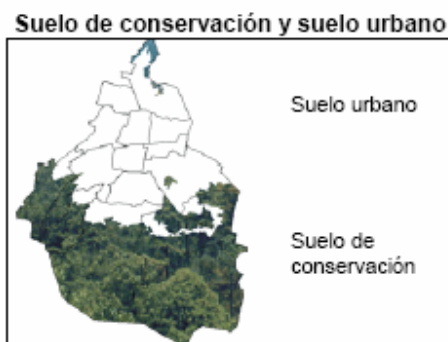 Suelo de conservación y suelo urbano
Suelo urbano
Suelo de
conservación